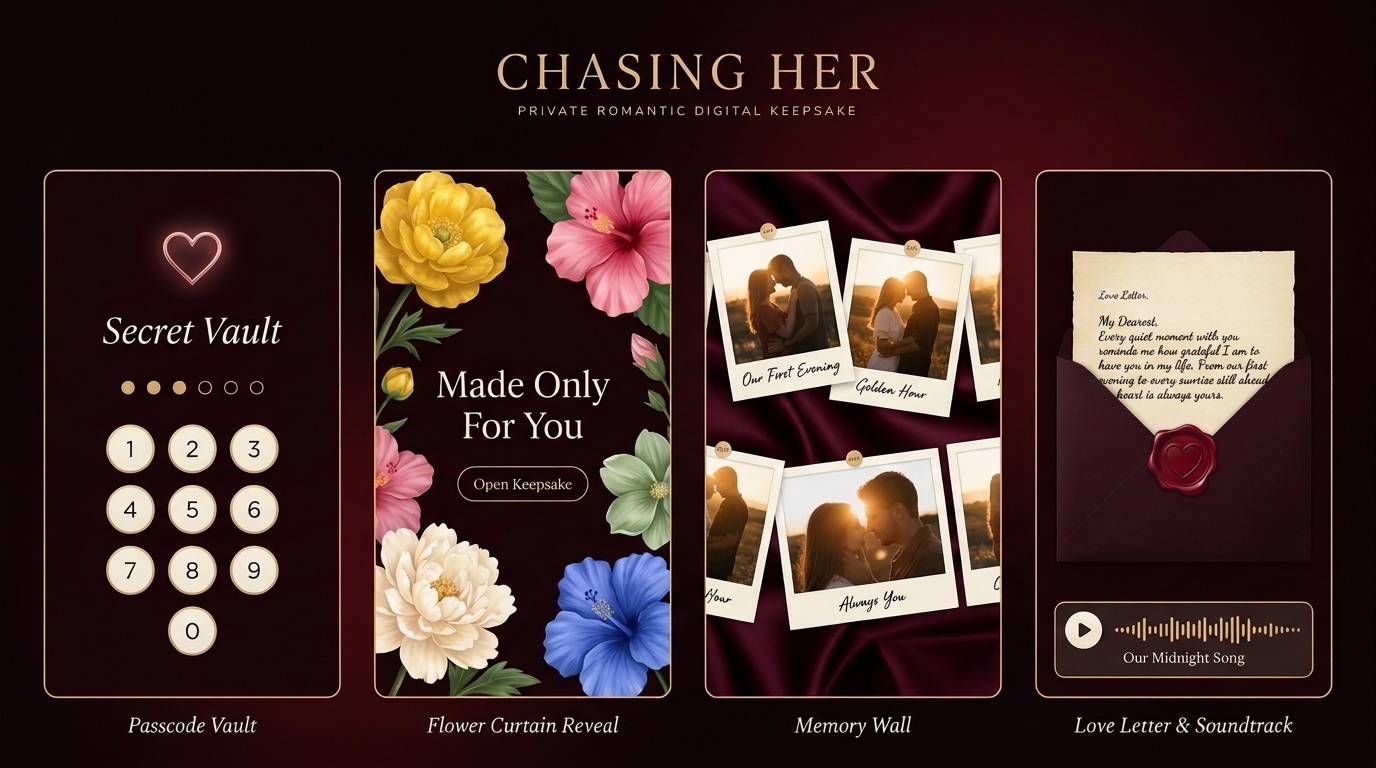 CHASING HER
PRIVATE ROMANTIC DIGITAL KEEPSAKE
Secret Vault
1 2 3
4 5 6
7 8 9
0
Passcode Vault
Made Only
For You
Open Keepsake
Flower Curtain Reveal
Our Firet Evening
Golden Hour
Hour
Always You
Memory Wall
Love Letter,
My Dearest,
Every quiet moment with you
me how grateful I am to
have you in my life. From our first
evening to every sunrise still ahead
heart is always yours.
Our Midnight Song
Love Letter & Soundtrack